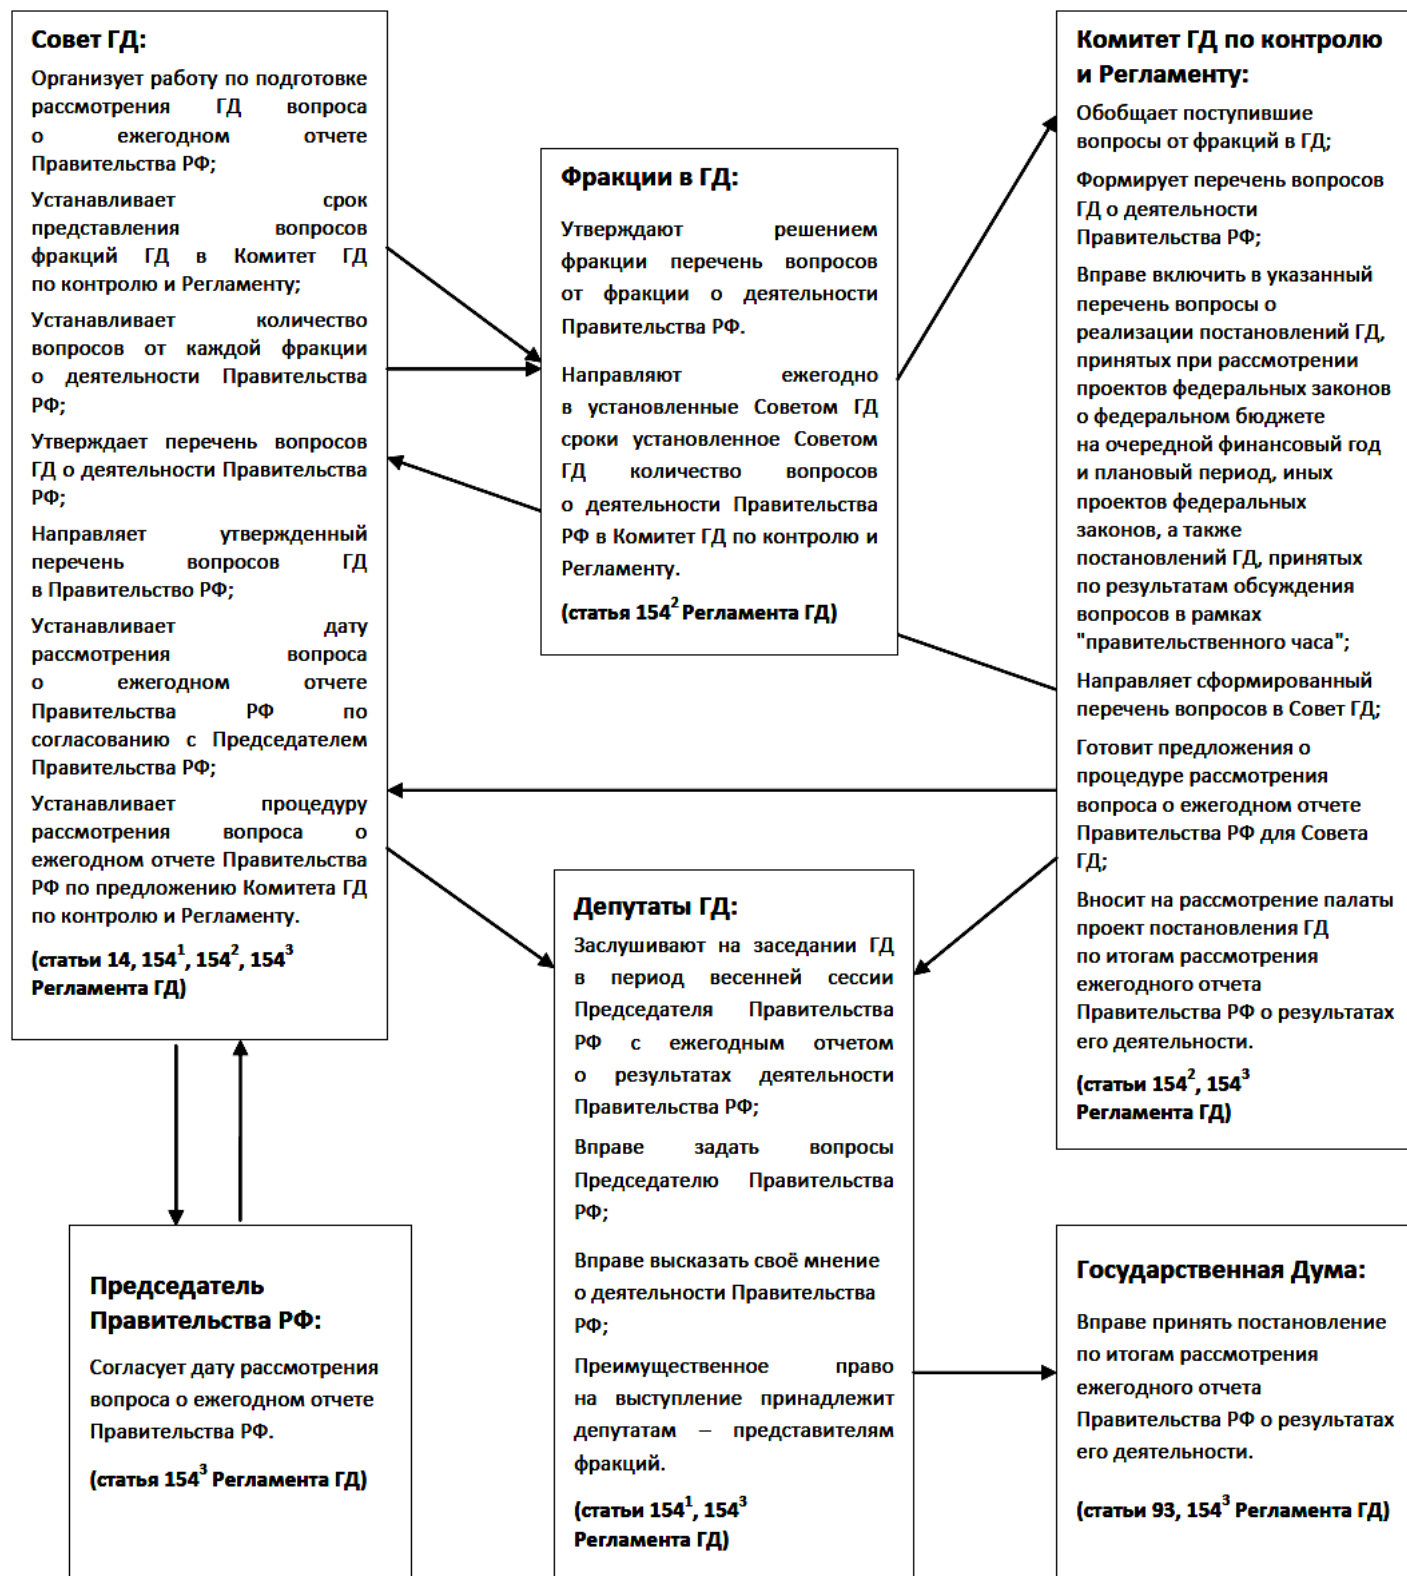 Совет ГД:
Организует работу по подготовке
рассмотрения ГД вопроса
о ежегодном отчете
Правительства РФ;
Устанавливает срок
представления вопросов
фракций ГД в Комитет ГД
по контролю и Регламенту;
Устанавливает количество
вопросов от каждой фракции
о деятельности Правительства
РФ;
Утверждает перечень вопросов
ГД о деятельности Правительства
РФ;
Направляет утвержденный
перечень вопросов ГД
в Правительство РФ;
Устанавливает дату
рассмотрения вопроса
о ежегодном отчете
Правительства РФ по
согласованию с Председателем
Правительства РФ;
Устанавливает процедуру
рассмотрения вопроса о
ежегодном отчете Правительства
РФ по предложению Комитета ГД
по контролю и Регламенту.
(статьи 14, 154¹, 154², 154³
Регламента ГД)
Фракции в ГД:
Утверждают решением
фракции перечень вопросов
от фракции о деятельности
Правительства РФ.
Направляют ежегодно
в установленные Советом ГД
сроки установленное Советом
ГД количество вопросов
о деятельности Правительства
РФ в Комитет ГД по контролю и
Регламенту.
(статья 154² Регламента ГД)
Комитет ГД по контролю
и Регламенту:
Обобщает поступившие
вопросы от фракций в ГД;
Формирует перечень вопросов
ГД о деятельности
Правительства РФ;
Вправе включить в указанный
перечень вопросы о
реализации постановлений ГД,
принятых при рассмотрении
проектов федеральных законов
о федеральном бюджете
на очередной финансовый год
и плановый период, иных
проектов федеральных
законов, а также
постановлений ГД, принятых
по результатам обсуждения
вопросов в рамках
"правительственного часа";
Направляет сформированный
перечень вопросов в Совет ГД;
Готовит предложения о
процедуре рассмотрения
вопроса о ежегодном отчете
Правительства РФ для Совета
ГД;
Вносит на рассмотрение палаты
проект постановления ГД
по итогам рассмотрения
ежегодного отчета
Правительства РФ о результатах
его деятельности.
(статьи 154², 154³
Регламента ГД)
Председатель
Правительства РФ:
Согласует дату рассмотрения
вопроса о ежегодном отчете
Правительства РФ.
(статья 154³ Регламента ГД)
Депутаты ГД:
Заслушивают на заседании ГД
в период весенней сессии
Председателя Правительства
РФ с ежегодным отчетом
о результатах деятельности
Правительства РФ;
Вправе задать вопросы
Председателю Правительства
РФ;
Вправе высказать своё мнение
о деятельности Правительства
РФ;
Преимущественное право
на выступление принадлежит
депутатам – представителям
фракций.
(статьи 154¹, 154³
Регламента ГД)
Государственная Дума:
Вправе принять постановление
по итогам рассмотрения
ежегодного отчета
Правительства РФ о результатах
его деятельности.
(статьи 93, 154³ Регламента ГД)